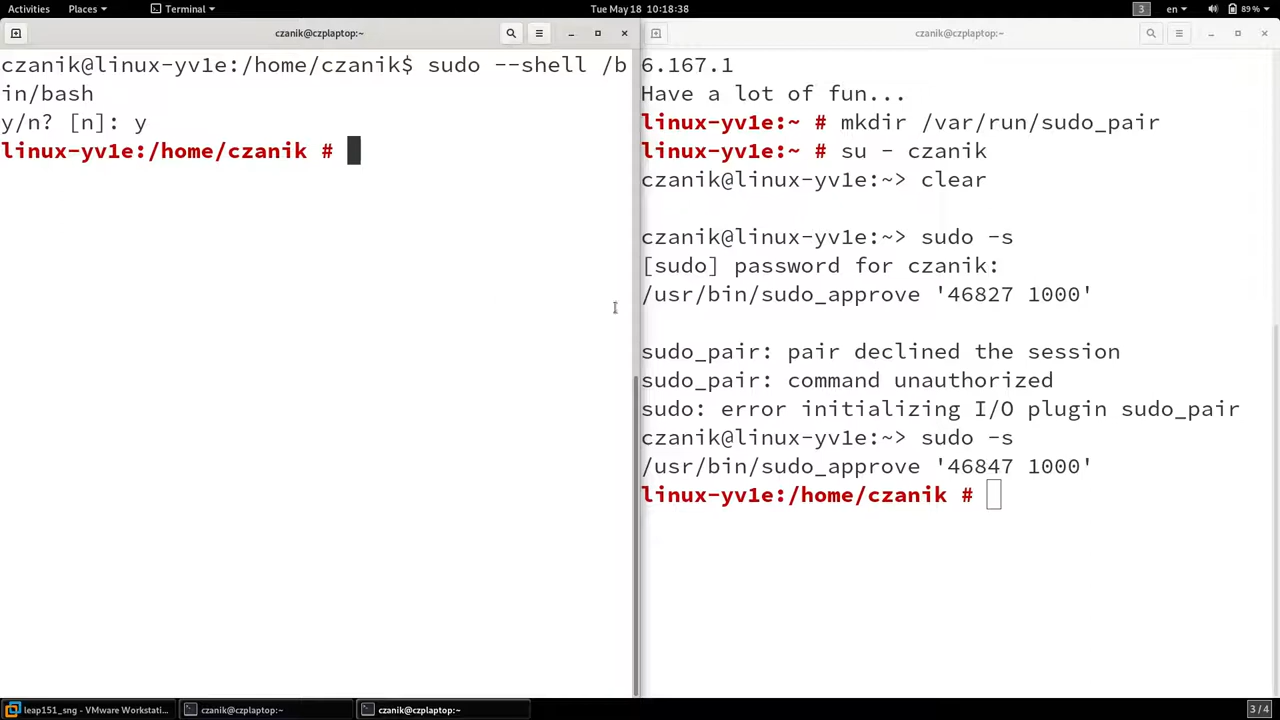 Activities Places Terminal Tue May 18 10:18:38 3 en 89%
czanik@czplaptop:~
czanik@linux-yv1e:/home/czanik$ sudo --shell /b
in/bash
y/n? [n]: y
linux-yv1e:/home/czanik #
czanik@czplaptop:~
6.167.1
Have a lot of fun...
linux-yv1e:~ # mkdir /var/run/sudo_pair
linux-yv1e:~ # su - czanik
czanik@linux-yv1e:~> clear
czanik@linux-yv1e:~> sudo -s
[sudo] password for czanik:
/usr/bin/sudo_approve '46827 1000'
sudo_pair: pair declined the session
sudo_pair: command unauthorized
sudo: error initializing I/O plugin sudo_pair
czanik@linux-yv1e:~> sudo -s
/usr/bin/sudo_approve '46847 1000'
linux-yv1e:/home/czanik #
leap151_sng - VMware Workstati... czanik@czplaptop:~ czanik@czplaptop:~ 3 / 4